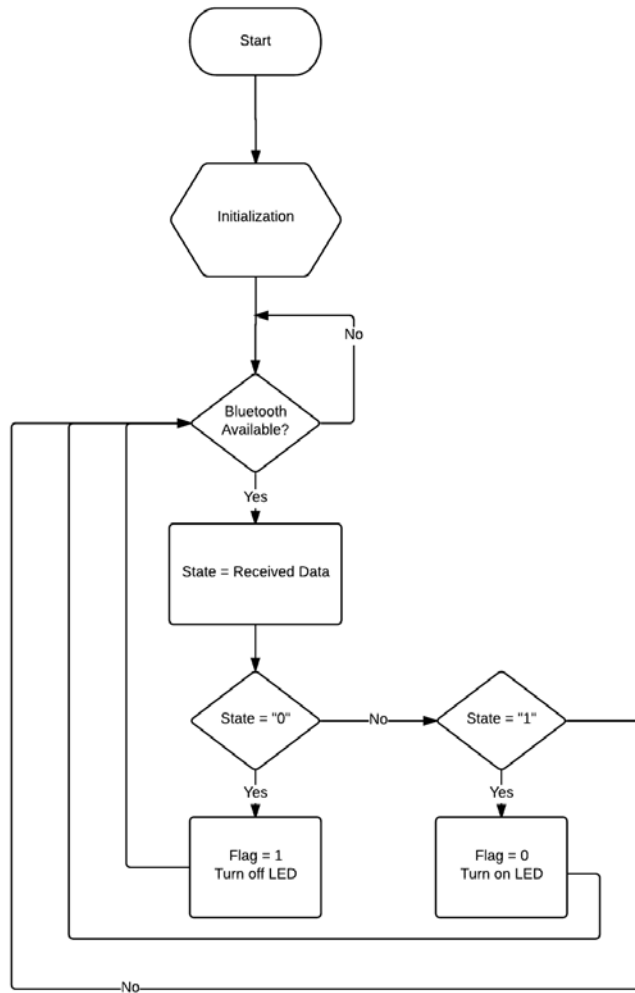 Start
Initialization
No
Bluetooth
Available?
Yes
State = Received Data
State = "0"
No
State = "1"
Yes
Yes
Flag = 1
Turn off LED
Flag = 0
Turn on LED
No